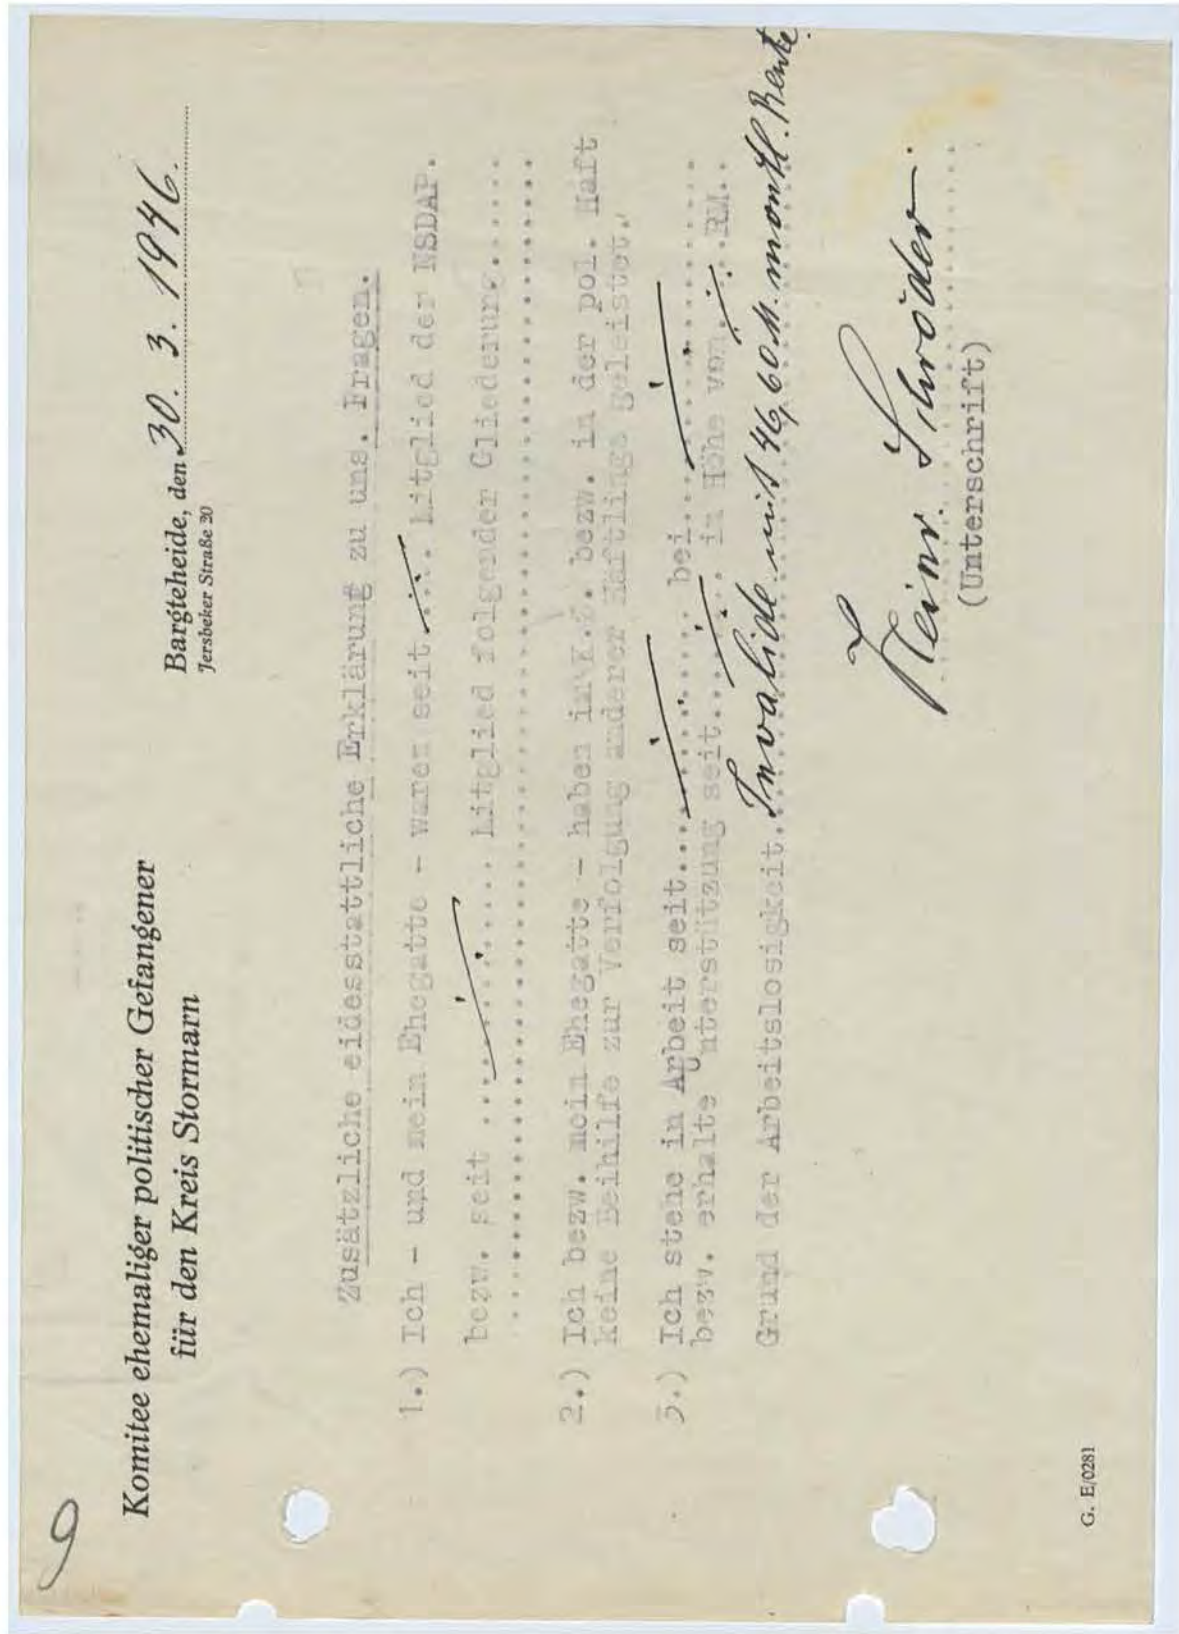 9
Komitee ehemaliger politischer Gefangener
für den Kreis Stormarn
Bargteheide, den 30. 3. 1946.
Jersbeker Straße 20
Zusätzliche eidesstattliche Erklärung zu uns. Fragen.
1.) Ich - und mein Ehegatte - waren seit..... Mitglied der NSDAP.
bezw. seit ........... Mitglied folgender Gliederung.....
2.) Ich bezw. mein Ehegatte - haben im K.Z. bezw. in der pol. Haft
keine Beihilfe zur Verfolgung anderer Häftlinge geleistet.
3.) Ich stehe in Arbeit seit............ bei..................
bezw. erhalte Unterstützung seit........ in Höhe von.....RM..
Grund der Arbeitslosigkeit. Invalide mit 46,60 M. montl. Rente
Heinr. Schröder
(Unterschrift)
G. E/0281